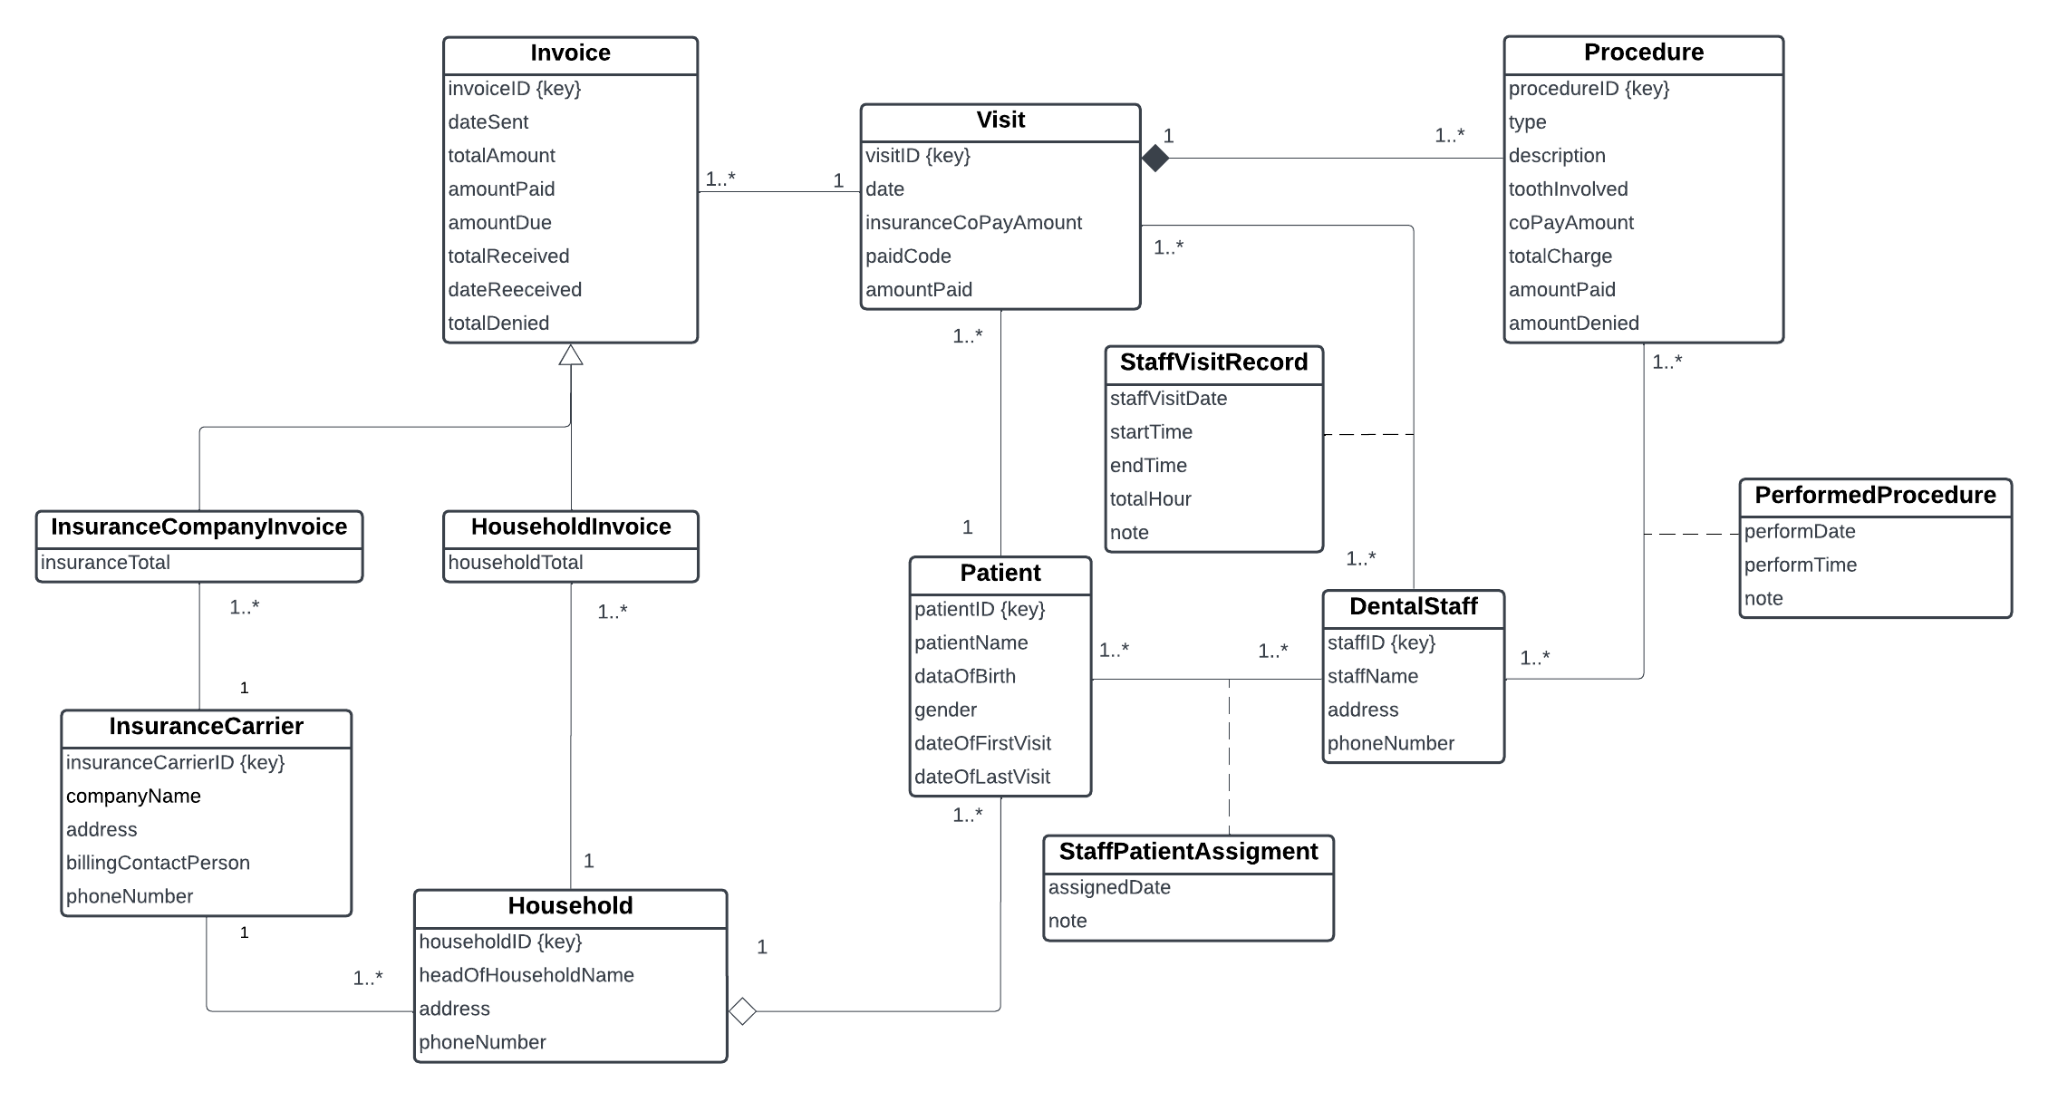 Invoice
invoiceID {key}
dateSent
totalAmount
amountPaid
amountDue
totalReceived
dateReeceived
totalDenied
1..*
1
Visit
visitID {key}
date
insuranceCoPayAmount
paidCode
amountPaid
1
1..*
Procedure
procedureID {key}
type
description
toothInvolved
coPayAmount
totalCharge
amountPaid
amountDenied
1..*
1..*
1..*
StaffVisitRecord
staffVisitDate
startTime
endTime
totalHour
note
PerformedProcedure
performDate
performTime
note
InsuranceCompanyInvoice
insuranceTotal
HouseholdInvoice
householdTotal
1..*
1..*
1
1..*
Patient
patientID {key}
patientName
dataOfBirth
gender
dateOfFirstVisit
dateOfLastVisit
1..*
1..*
DentalStaff
staffID {key}
staffName
address
phoneNumber
1..*
1
InsuranceCarrier
insuranceCarrierID {key}
companyName
address
billingContactPerson
phoneNumber
1..*
StaffPatientAssigment
assignedDate
note
1
1
1..*
Household
householdID {key}
headOfHouseholdName
address
phoneNumber
1